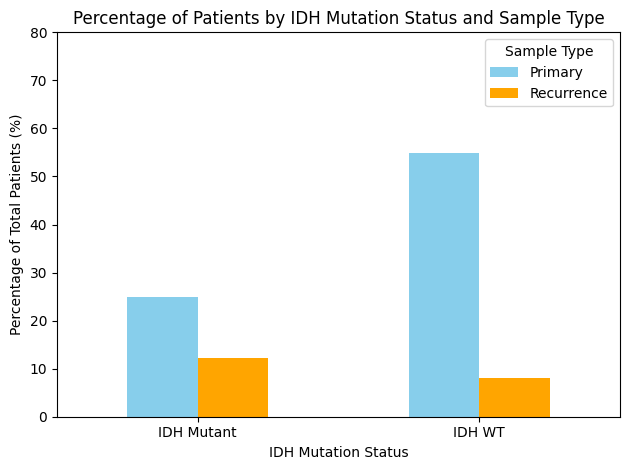 Percentage of Patients by IDH Mutation Status and Sample Type
Percentage of Total Patients (%)
80
70
60
50
40
30
20
10
0
Sample Type
Primary
Recurrence
IDH Mutant
IDH WT
IDH Mutation Status